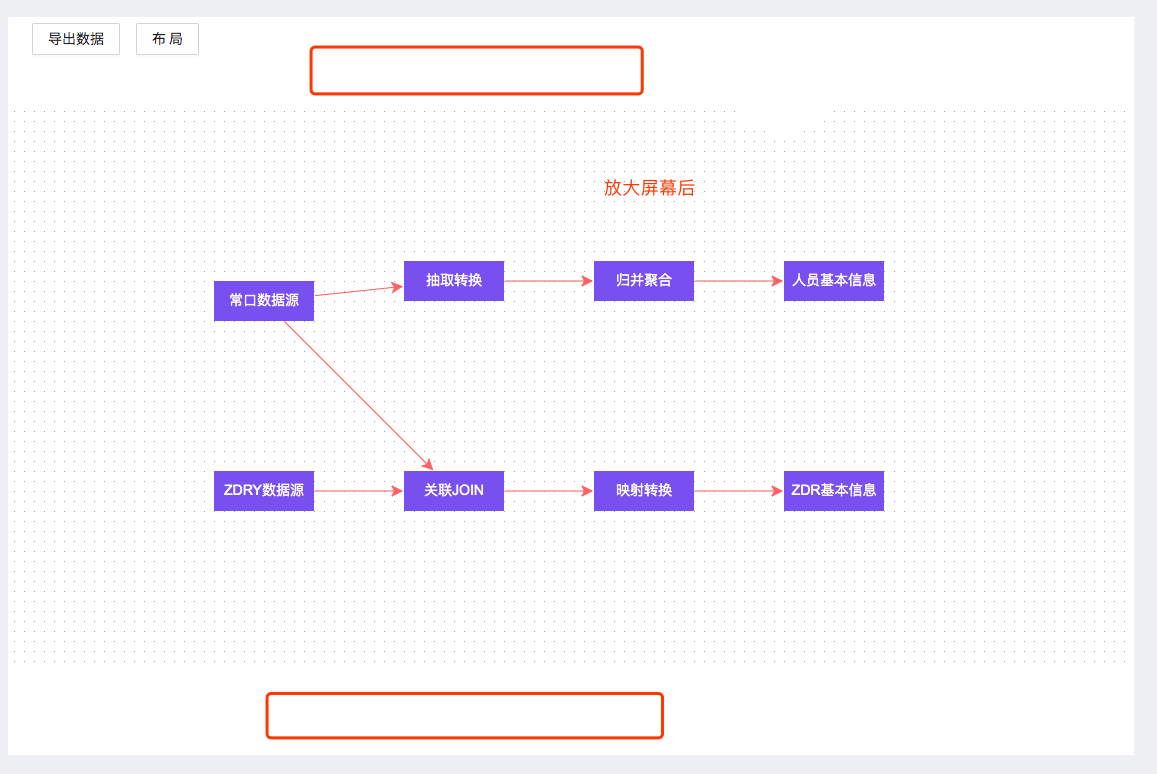 导出数据
布 局
放大屏幕后
抽取转换
归并聚合
人员基本信息
常口数据源
ZDRY数据源
关联JOIN
映射转换
ZDR基本信息